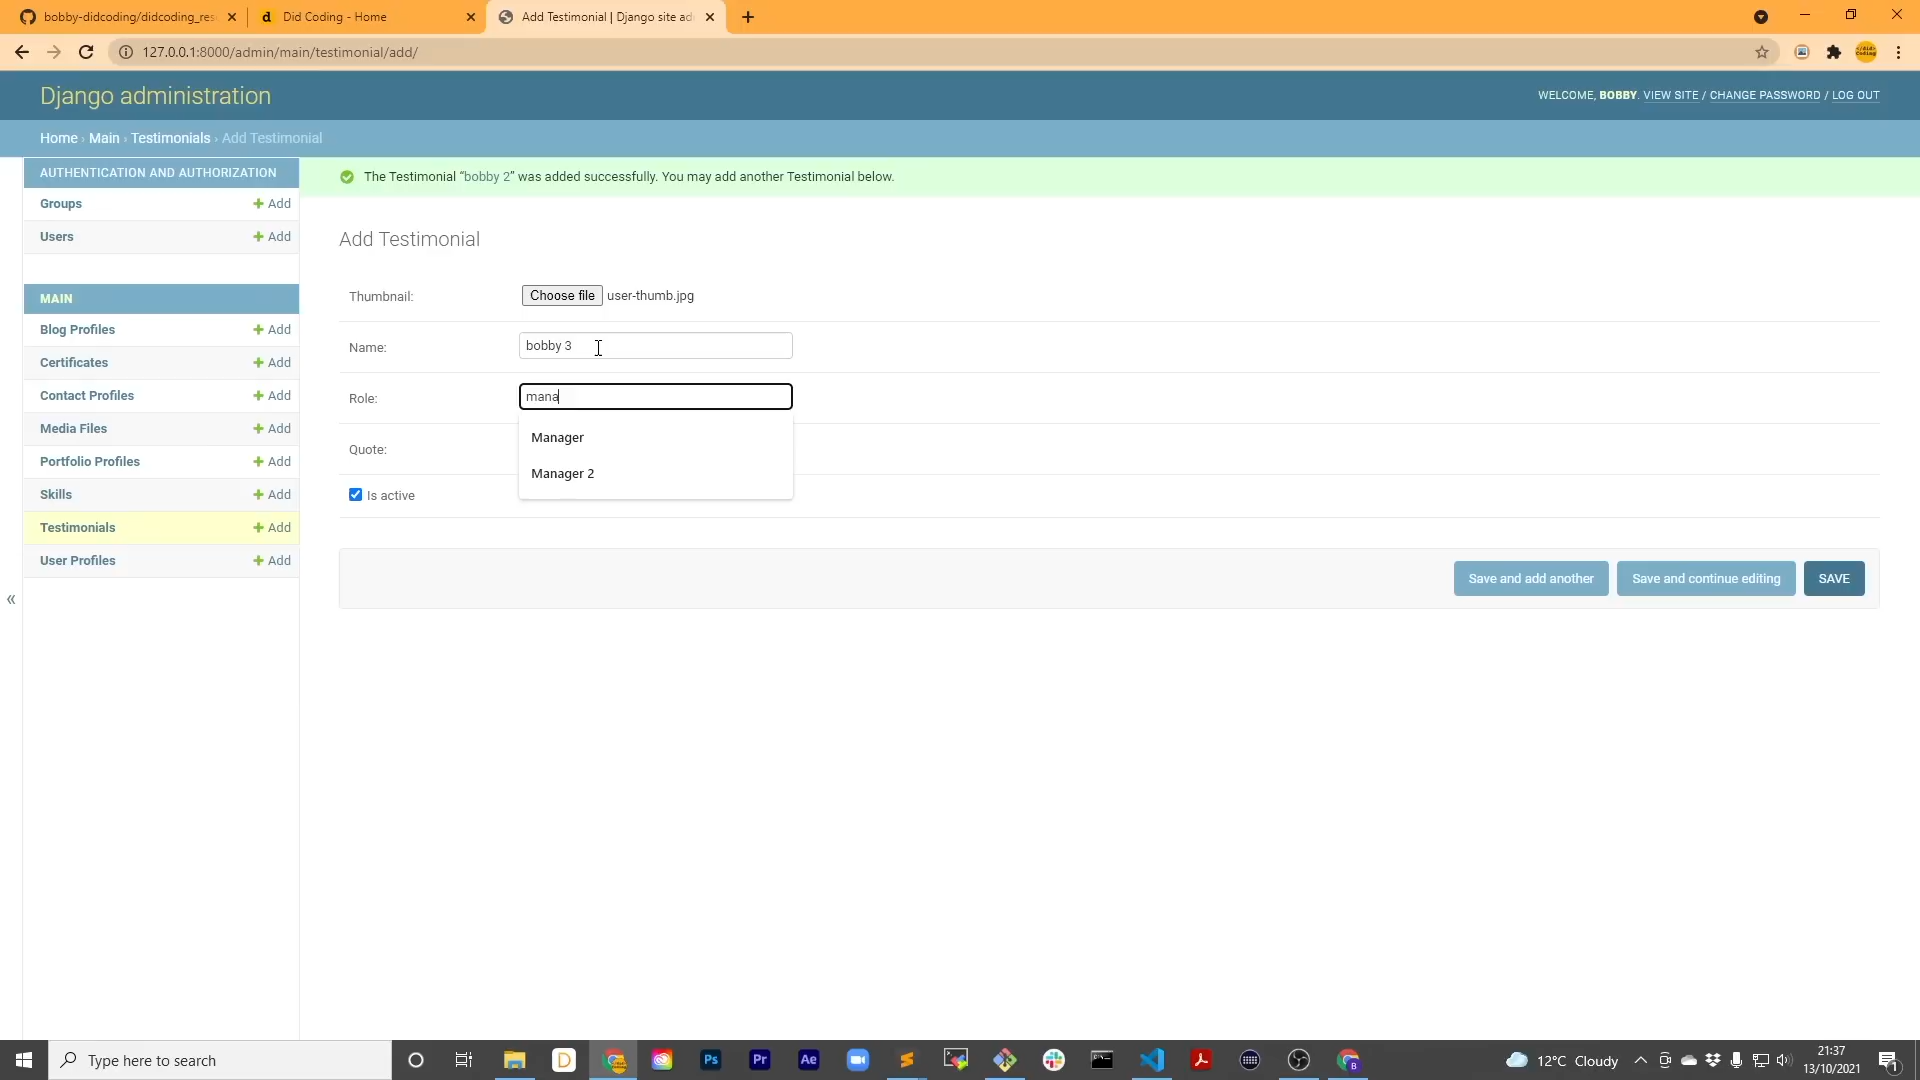 bobby-didcoding/didcoding_res
Did Coding - Home
Add Testimonial | Django site ad
127.0.0.1:8000/admin/main/testimonial/add/
Django administration
WELCOME, BOBBY. VIEW SITE / CHANGE PASSWORD / LOG OUT
Home › Main › Testimonials › Add Testimonial
AUTHENTICATION AND AUTHORIZATION
Groups + Add
Users + Add
MAIN
Blog Profiles + Add
Certificates + Add
Contact Profiles + Add
Media Files + Add
Portfolio Profiles + Add
Skills + Add
Testimonials + Add
User Profiles + Add
«
The Testimonial “bobby 2” was added successfully. You may add another Testimonial below.
Add Testimonial
Thumbnail: Choose file user-thumb.jpg
Name: bobby 3
Role: mana
Manager
Manager 2
Quote:
Is active
Save and add another Save and continue editing SAVE
Type here to search
D
Ps
Pr
Ae
B
12°C Cloudy
21:37
13/10/2021
1